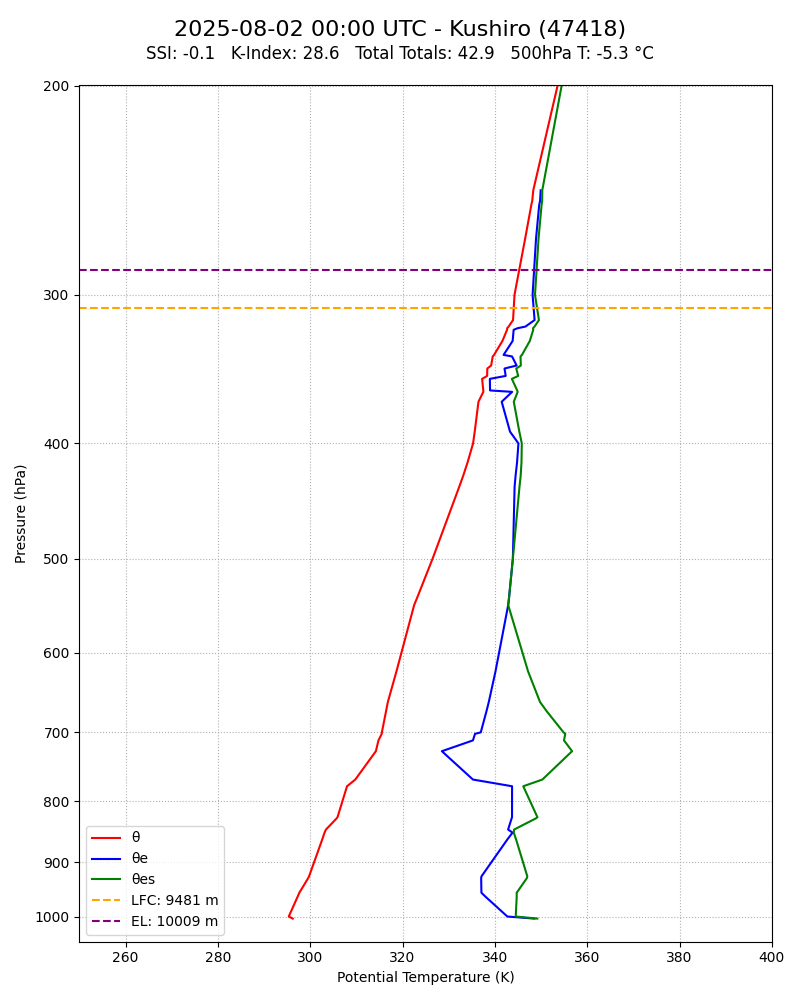 2025-08-02 00:00 UTC - Kushiro (47418)
SSI: -0.1   K-Index: 28.6   Total Totals: 42.9   500hPa T: -5.3 °C
200
300
400
500
600
700
800
900
1000
Pressure (hPa)
θ
θe
θes
LFC: 9481 m
EL: 10009 m
260 280 300 320 340 360 380 400
Potential Temperature (K)